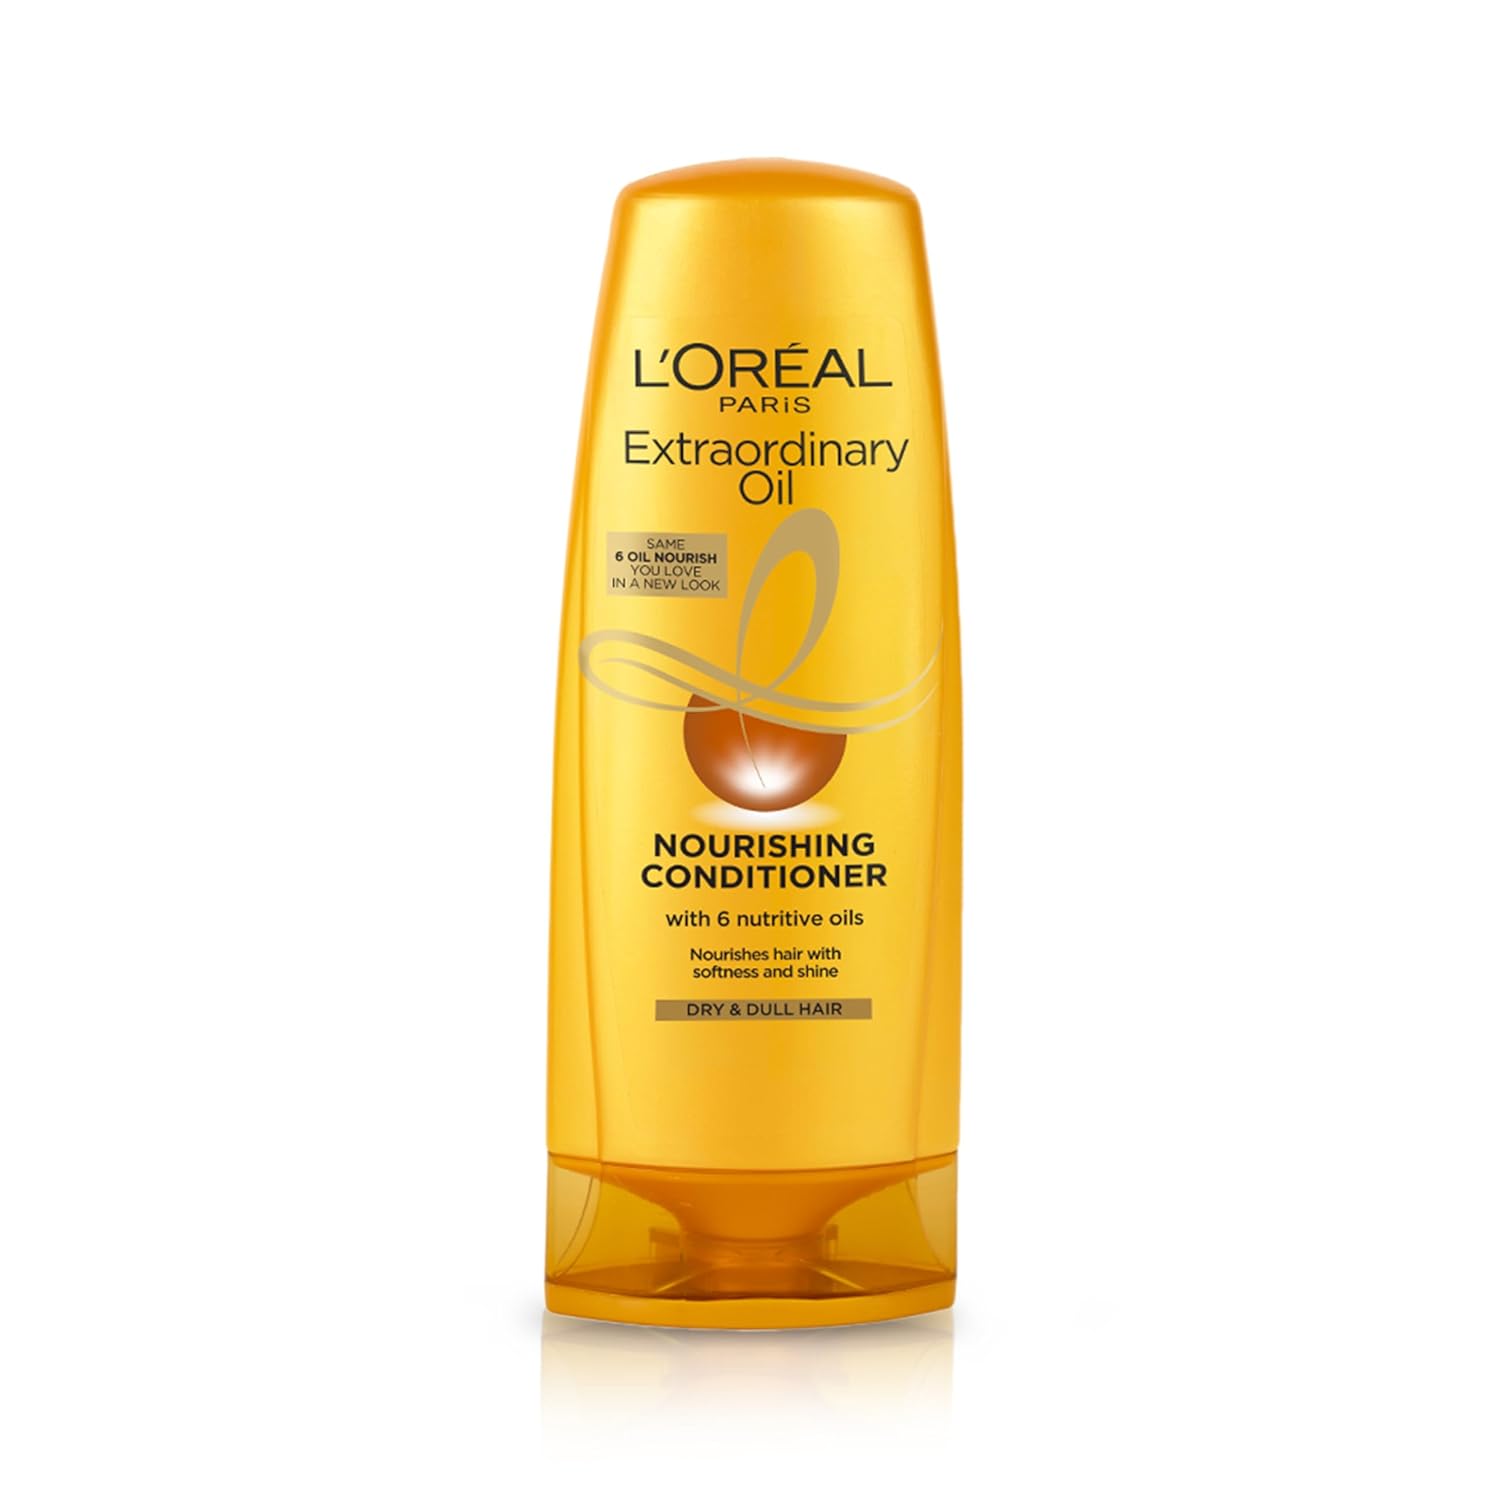 L'ORÉAL
PARiS
Extraordinary
Oil
SAME
6 OIL NOURISH
YOU LOVE
IN A NEW LOOK
NOURISHING
CONDITIONER
with 6 nutritive oils
Nourishes hair with
softness and shine
DRY & DULL HAIR